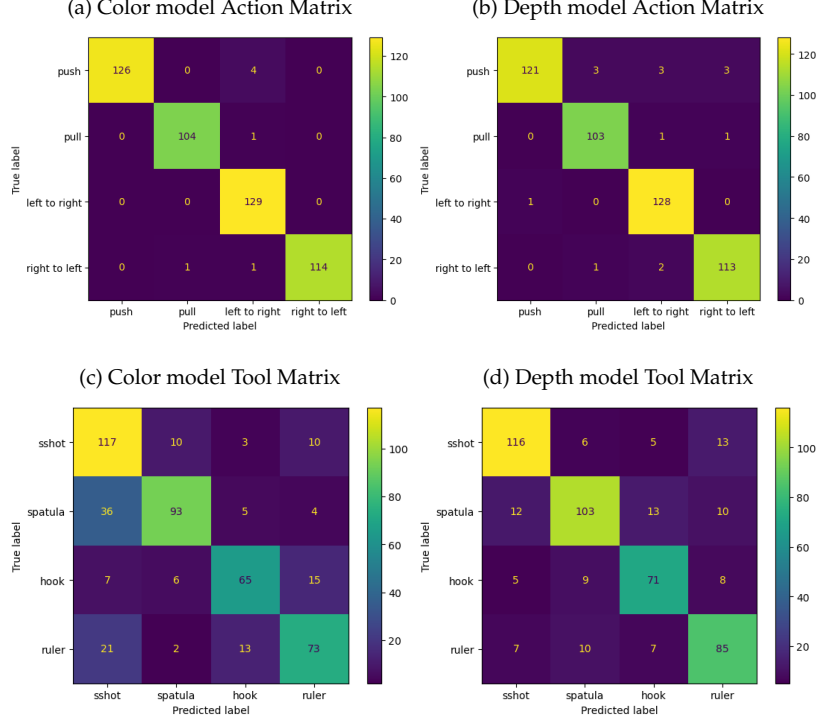 (a) Color model Action Matrix
push 126 0 4 0
pull 0 104 1 0
left to right 0 0 129 0
right to left 0 1 1 114
push pull left to right right to left
Predicted label
True label
120
100
80
60
40
20
0
(b) Depth model Action Matrix
push 121 3 3 3
pull 0 103 1 1
left to right 1 0 128 0
right to left 0 1 2 113
push pull left to right right to left
Predicted label
True label
120
100
80
60
40
20
0
(c) Color model Tool Matrix
sshot 117 10 3 10
spatula 36 93 5 4
hook 7 6 65 15
ruler 21 2 13 73
sshot spatula hook ruler
Predicted label
True label
100
80
60
40
20
(d) Depth model Tool Matrix
sshot 116 6 5 13
spatula 12 103 13 10
hook 5 9 71 8
ruler 7 10 7 85
sshot spatula hook ruler
Predicted label
True label
100
80
60
40
20